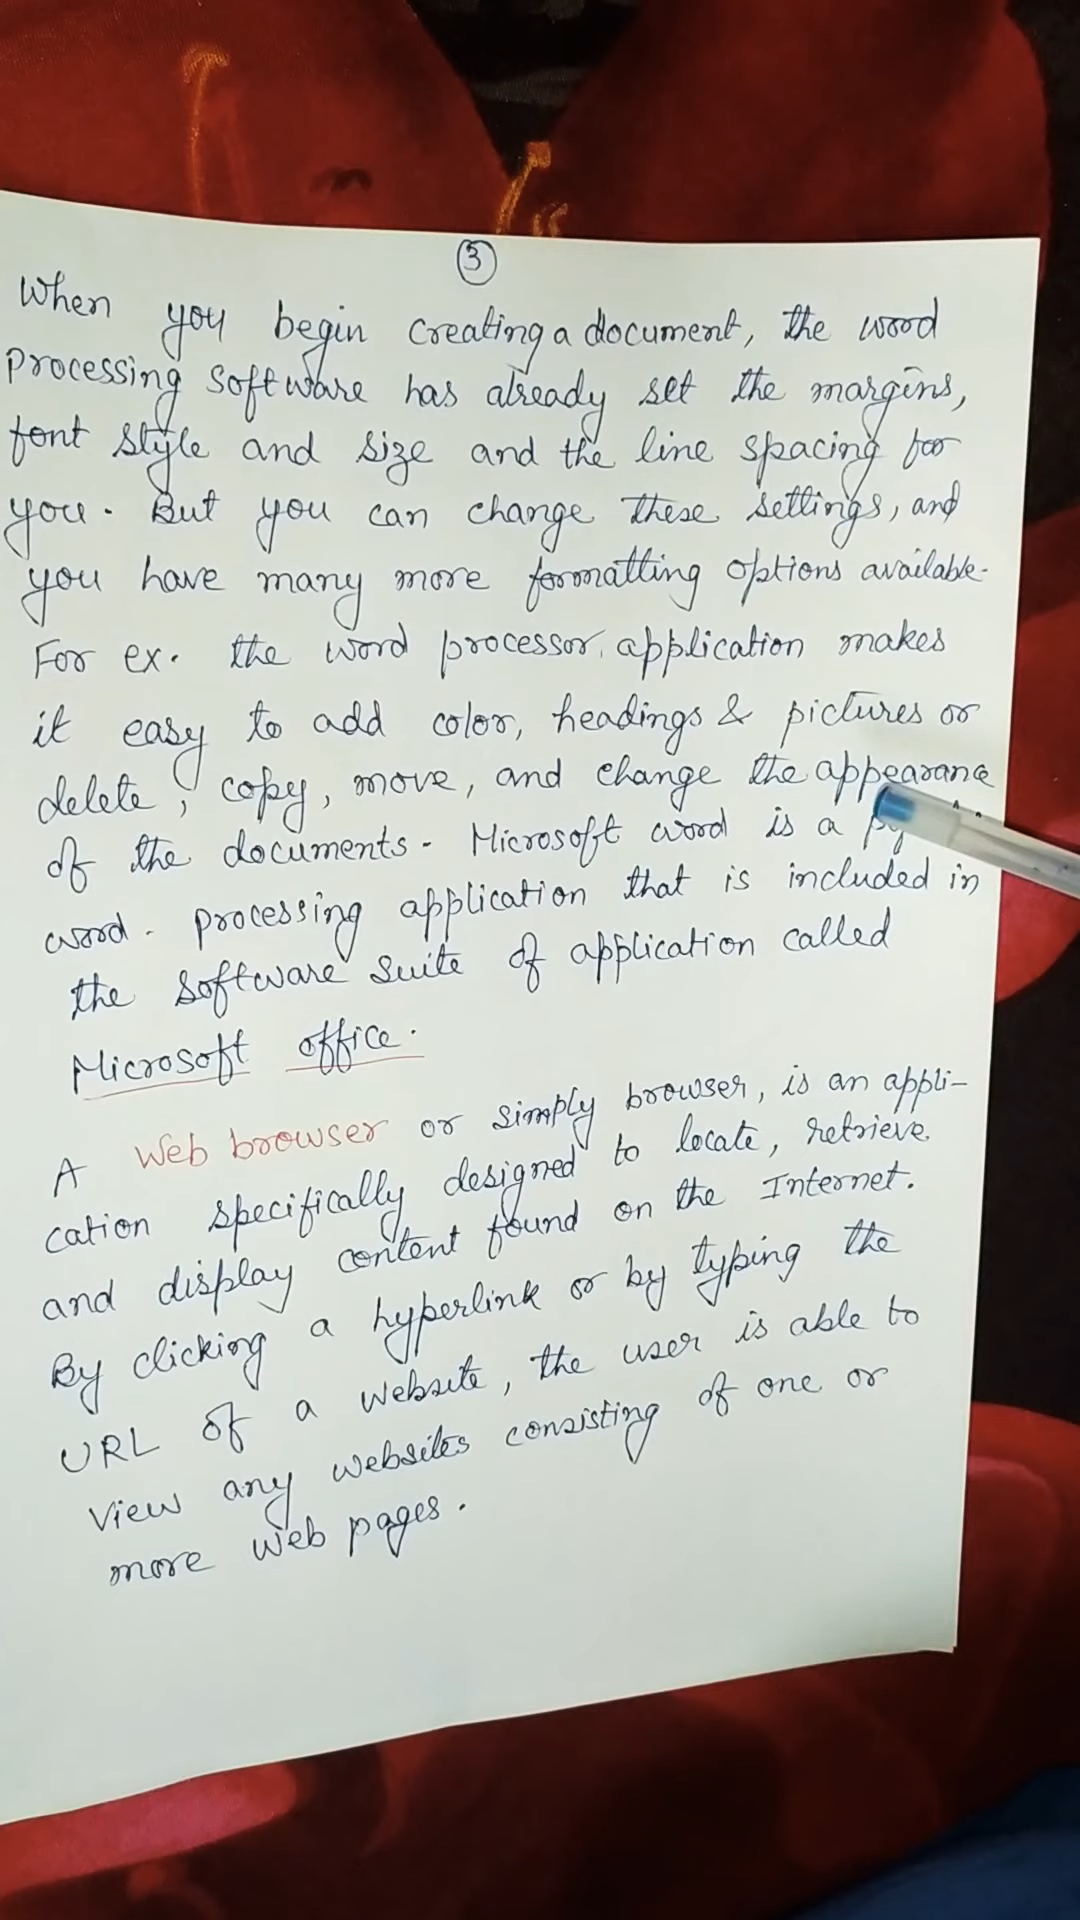 3
When you begin creating a document, the word
processing software has already set the margins,
font style and size and the line spacing for
you. But you can change these settings, and
you have many more formatting options available.
For ex. the word processor application makes
it easy to add color, headings & pictures or
delete, copy, move, and change the appearance
of the documents. Microsoft word is a
word-processing application that is included in
the software suite of application called
Microsoft office.
A Web browser or simply browser, is an appli-
cation specifically designed to locate, retrieve
and display content found on the Internet.
By clicking a hyperlink or by typing the
URL of a website, the user is able to
view any websites consisting of one or
more web pages.